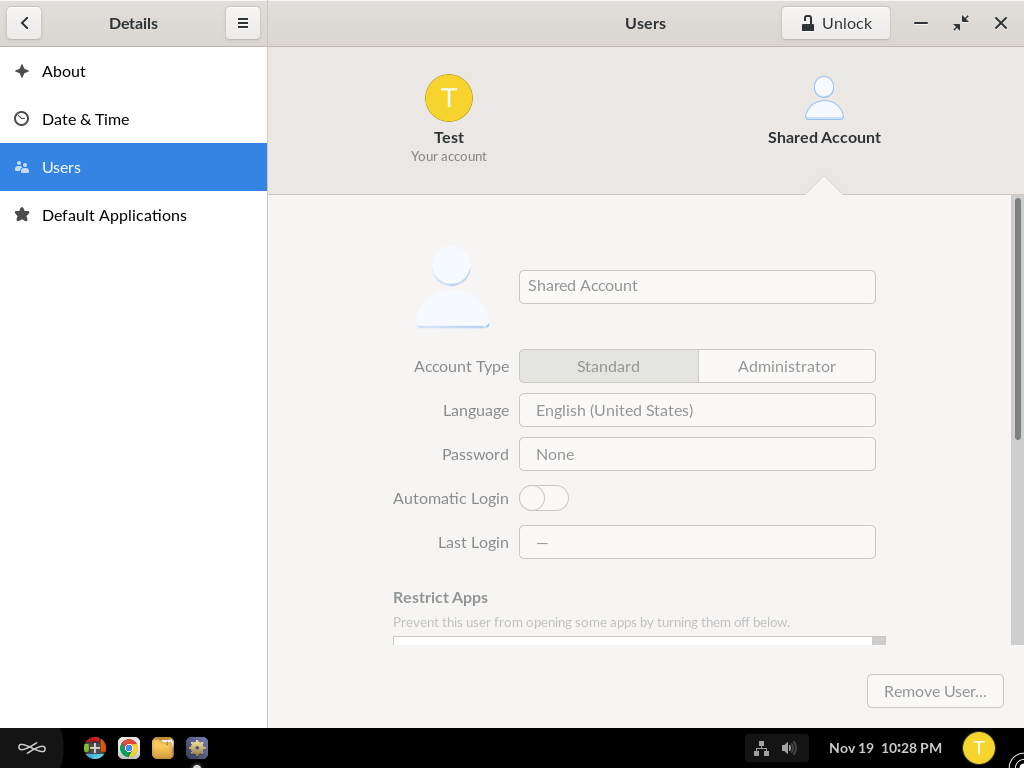 Details
Users
Unlock
About
Date & Time
Users
Default Applications
T
Test
Your account
Shared Account
Shared Account
Account Type
Standard
Administrator
Language
English (United States)
Password
None
Automatic Login
Last Login
—
Restrict Apps
Prevent this user from opening some apps by turning them off below.
Remove User...
Nov 19 10:28 PM
T